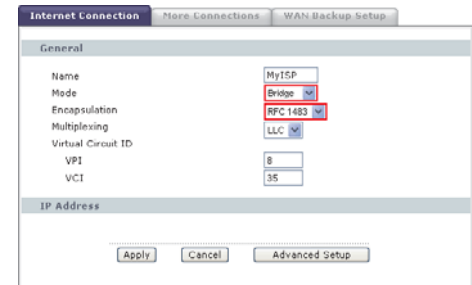 Internet Connection More Connections WAN Backup Setup
General
Name MyISP
Mode Bridge
Encapsulation RFC 1483
Multiplexing LLC
Virtual Circuit ID
VPI 8
VCI 35
IP Address
Apply Cancel Advanced Setup